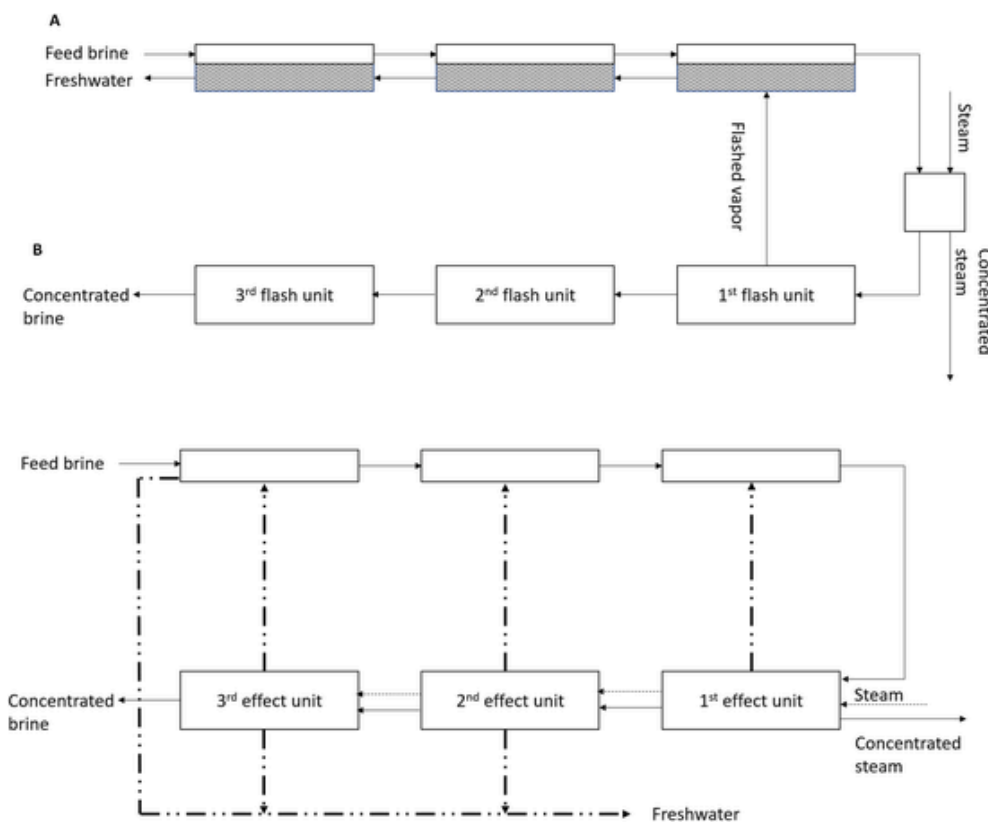 A
Feed brine
Freshwater
Steam
Flashed vapor
B
Concentrated
steam
Concentrated
brine
3rd flash unit
2nd flash unit
1st flash unit
Feed brine
Concentrated
brine
3rd effect unit
2nd effect unit
1st effect unit
Steam
Concentrated
steam
Freshwater